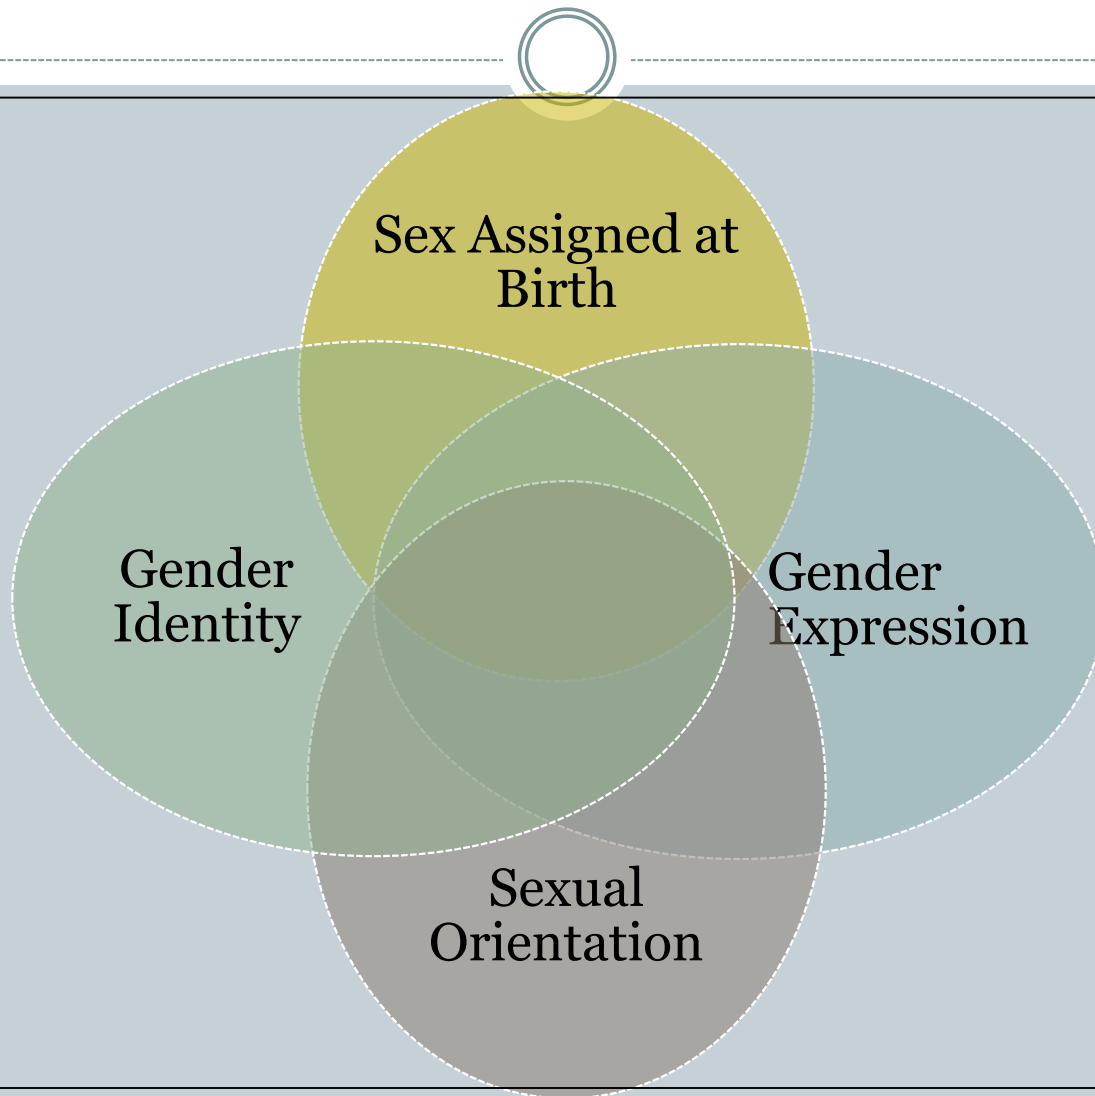 Sex Assigned at
Birth
Gender
Identity
Gender
Expression
Sexual
Orientation